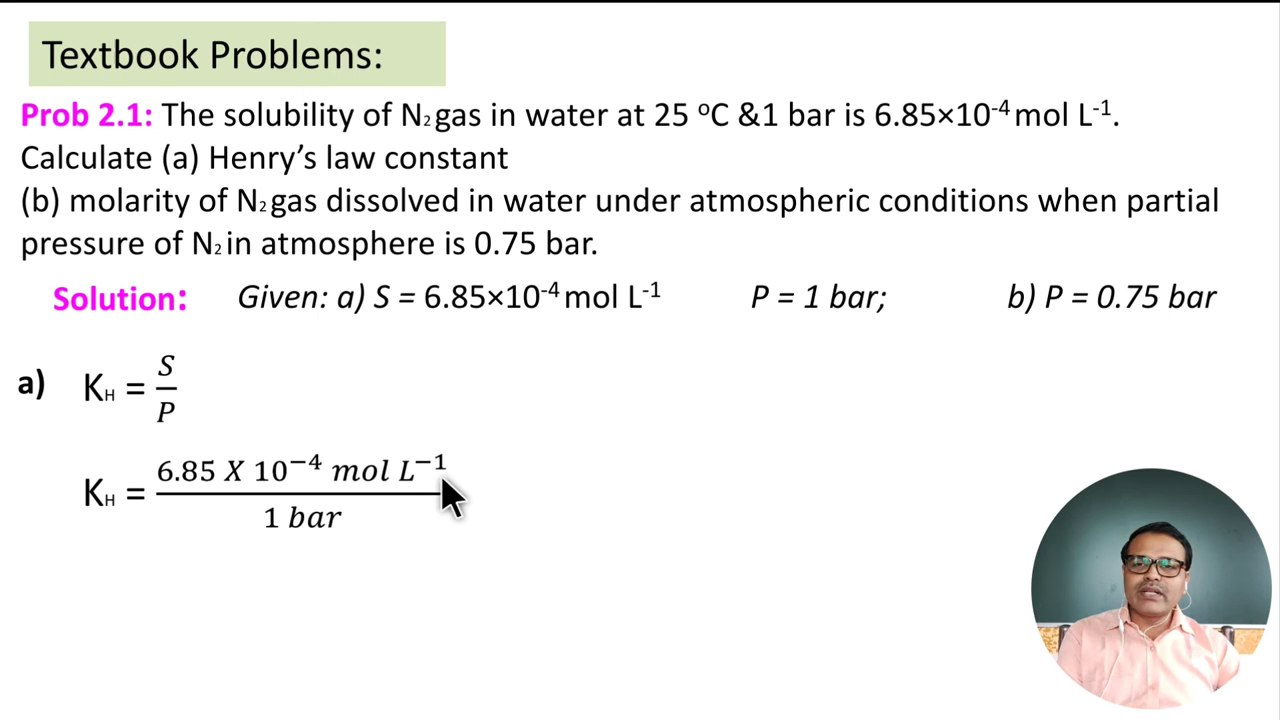 Textbook Problems:
Prob 2.1: The solubility of N₂ gas in water at 25 ⁰C &1 bar is 6.85×10⁻⁴ mol L⁻¹.
Calculate (a) Henry’s law constant
(b) molarity of N₂ gas dissolved in water under atmospheric conditions when partial
pressure of N₂ in atmosphere is 0.75 bar.
Solution: Given: a) S = 6.85×10⁻⁴ mol L⁻¹ P = 1 bar; b) P = 0.75 bar
a) K_H = S/P
K_H = 6.85 X 10⁻⁴ mol L⁻¹ / 1 bar